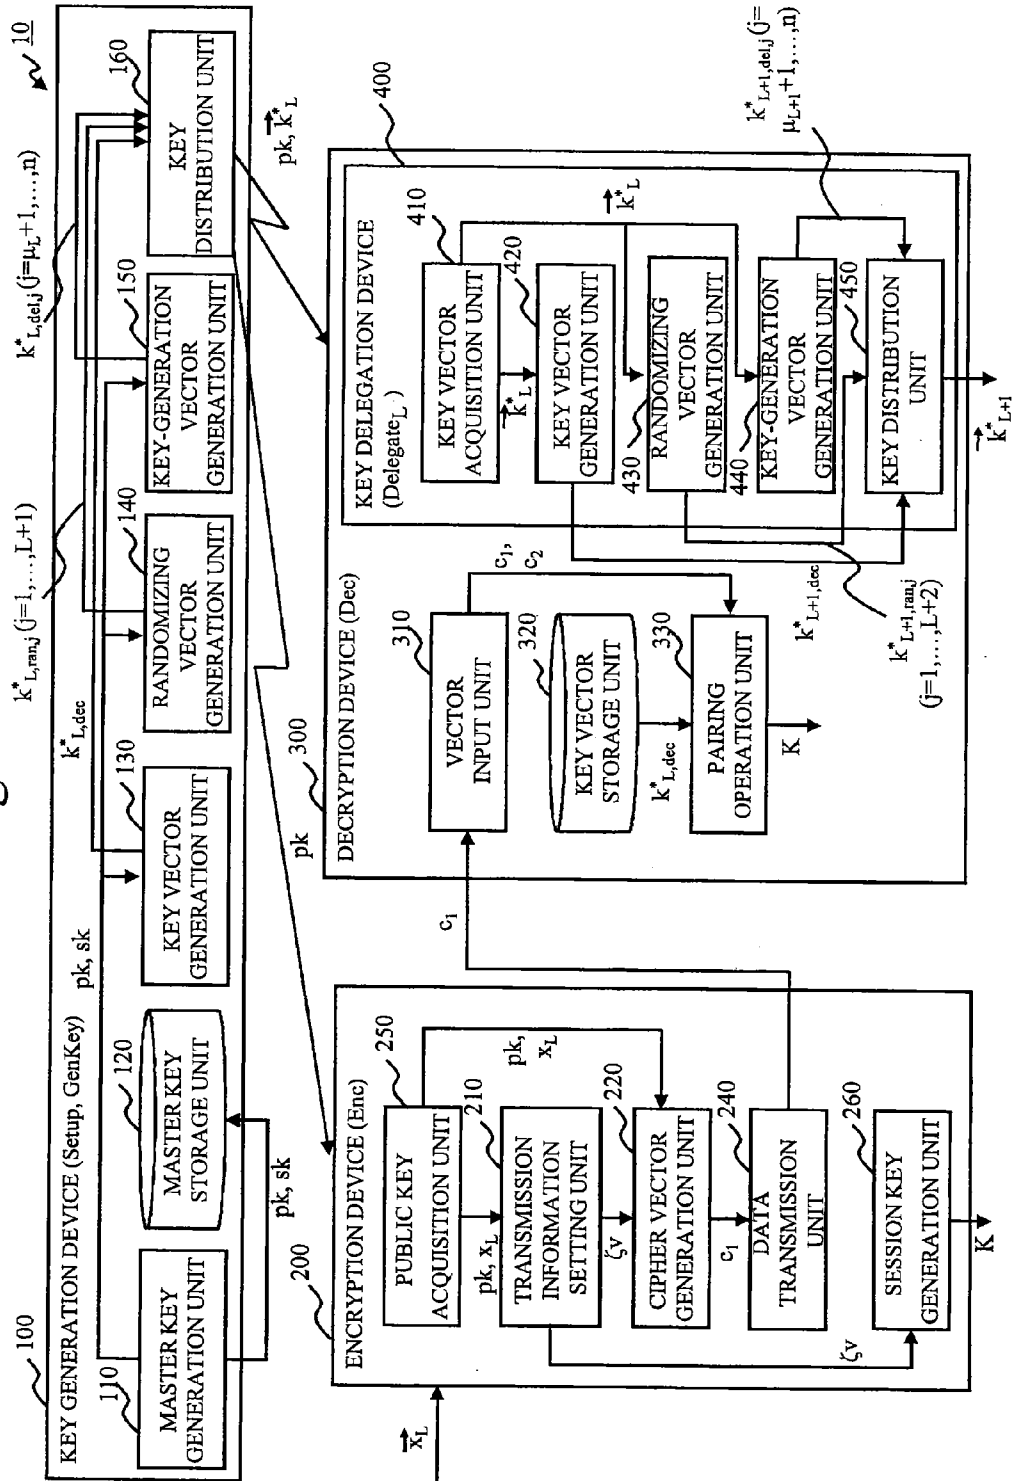 10
100
KEY GENERATION DEVICE (Setup, GenKey)
110
MASTER KEY
GENERATION UNIT
pk, sk
120
MASTER KEY
STORAGE UNIT
pk, sk
130
KEY VECTOR
GENERATION UNIT
k*L,dec
140
RANDOMIZING
VECTOR
GENERATION UNIT
k*L,ran,j (j=1,...,L+1)
150
KEY-GENERATION
VECTOR
GENERATION UNIT
k*L,del,j (j=μL+1,...,n)
160
KEY
DISTRIBUTION UNIT
pk, k*L
pk
200
ENCRYPTION DEVICE (Enc)
xL
250
PUBLIC KEY
ACQUISITION UNIT
pk, xL
pk,
xL
210
TRANSMISSION
INFORMATION
SETTING UNIT
ζv
220
CIPHER VECTOR
GENERATION UNIT
c1
240
DATA
TRANSMISSION
UNIT
ζv
260
SESSION KEY
GENERATION UNIT
K
c1
300
DECRYPTION DEVICE (Dec)
310
VECTOR
INPUT UNIT
c1,
c2
320
KEY VECTOR
STORAGE UNIT
k*L,dec
330
PAIRING
OPERATION UNIT
K
400
KEY DELEGATION DEVICE
(DelegateL )
410
KEY VECTOR
ACQUISITION UNIT
k*L
k*L
420
KEY VECTOR
GENERATION UNIT
k*L+1,dec
430
RANDOMIZING
VECTOR
GENERATION UNIT
k*L+1,ran,j
(j=1,...,L+2)
440
KEY-GENERATION
VECTOR
GENERATION UNIT
k*L+1,del,j (j=
μL+1+1,...,n)
450
KEY DISTRIBUTION
UNIT
k*L+1